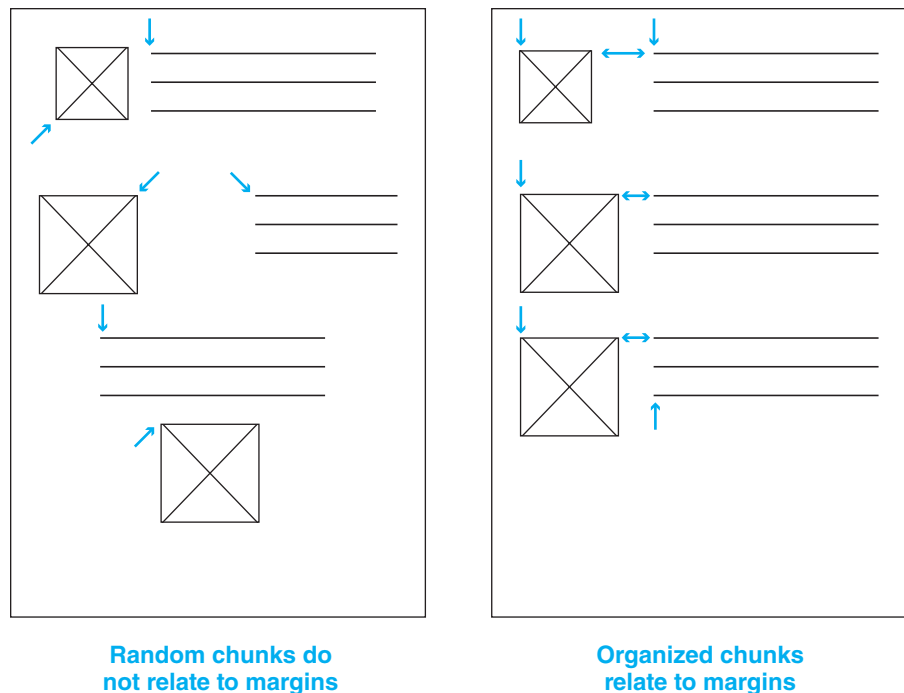 Random chunks do
not relate to margins
Organized chunks
relate to margins